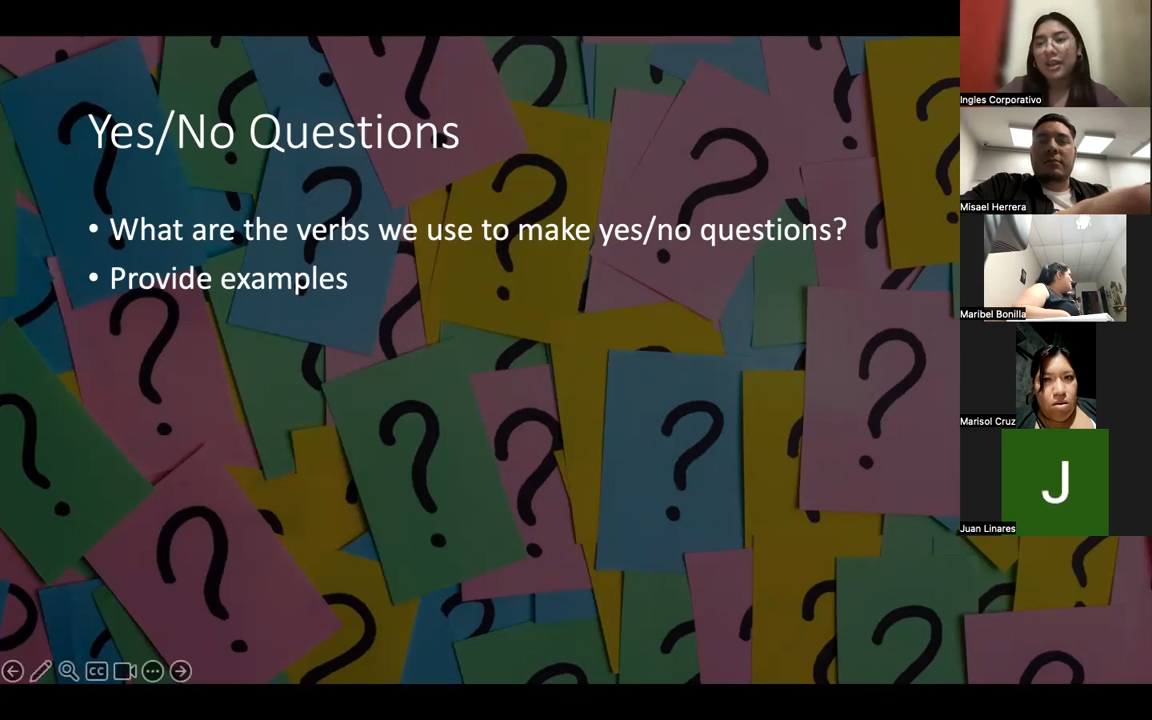 Yes/No Questions
• What are the verbs we use to make yes/no questions?
• Provide examples
Ingles Corporativo
Misael Herrera
Maribel Bonilla
Marisol Cruz
J
Juan Linares
CC